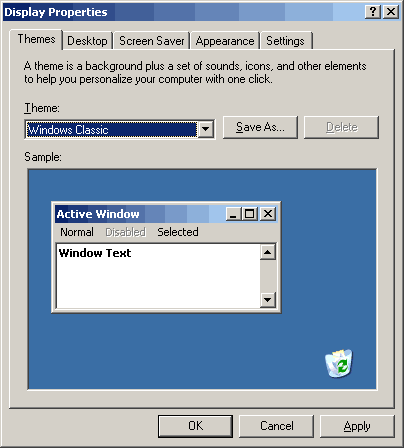 Display Properties
Themes Desktop Screen Saver Appearance Settings
A theme is a background plus a set of sounds, icons, and other elements
to help you personalize your computer with one click.
Theme:
Windows Classic Save As... Delete
Sample:
Active Window
Normal Disabled Selected
Window Text
OK Cancel Apply